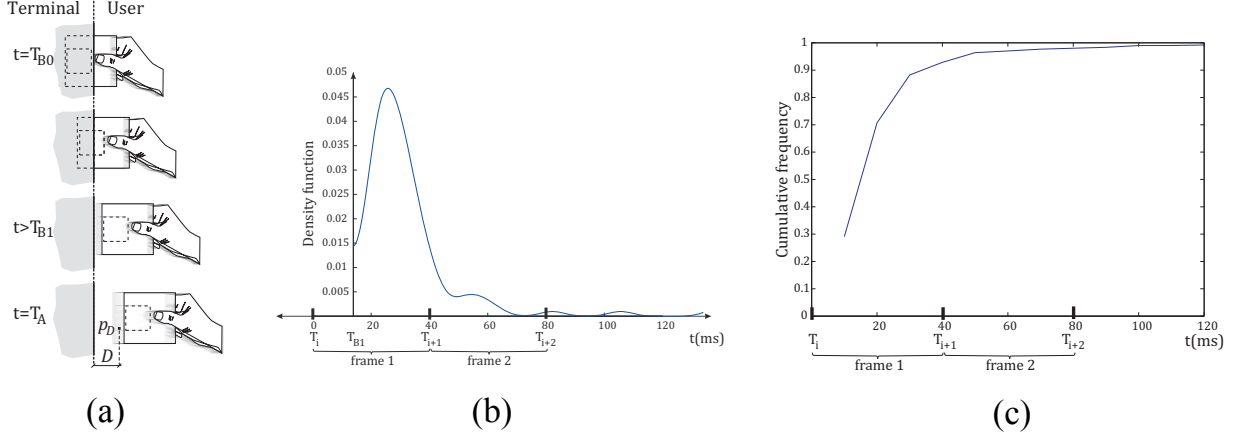 Terminal User
t=T_B0
t>T_B1
t=T_A
p_D
D
(a)
Density function
0.05
0.045
0.04
0.035
0.03
0.025
0.02
0.015
0.01
0.005
0 20 40 60 80 100 120
T_i T_B1 T_i+1 T_i+2 t(ms)
frame 1 frame 2
(b)
Cumulative frequency
1
0.9
0.8
0.7
0.6
0.5
0.4
0.3
0.2
0.1
0
20 40 60 80 100 120
T_i T_i+1 T_i+2 t(ms)
frame 1 frame 2
(c)